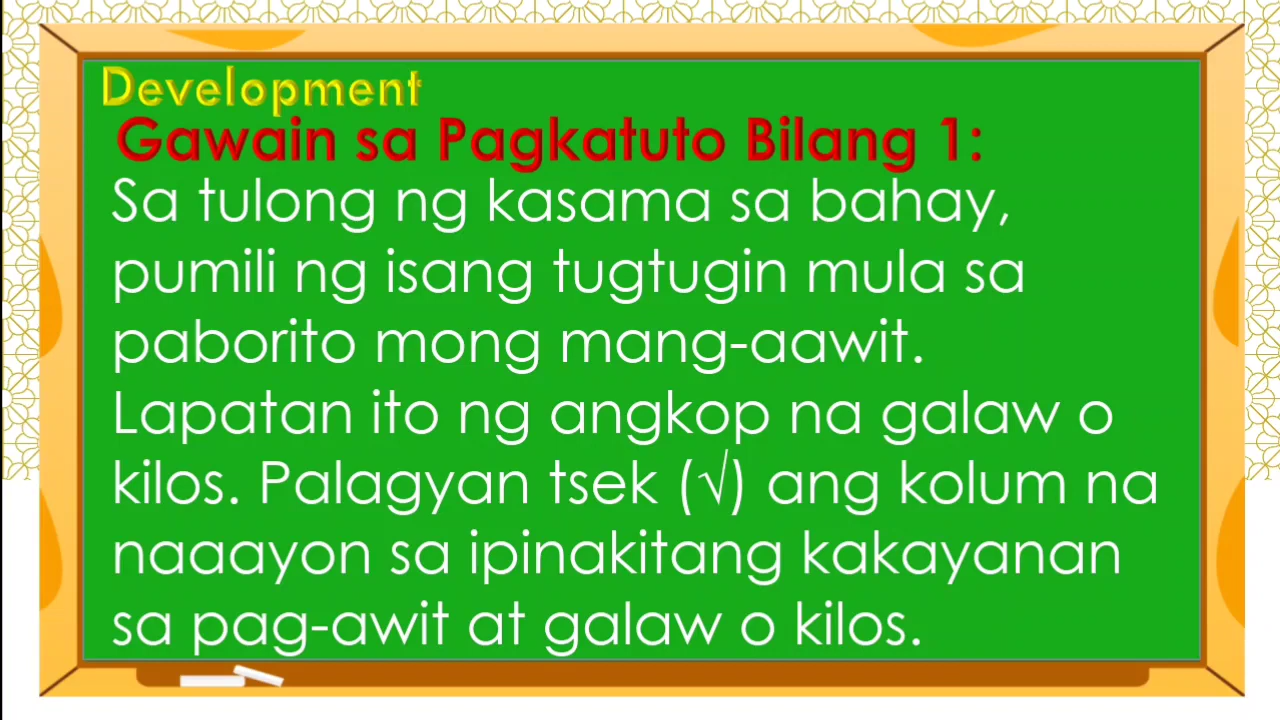 Development
Gawain sa Pagkatuto Bilang 1:
Sa tulong ng kasama sa bahay,
pumili ng isang tugtugin mula sa
paborito mong mang-aawit.
Lapatan ito ng angkop na galaw o
kilos. Palagyan tsek (√) ang kolum na
naaayon sa ipinakitang kakayanan
sa pag-awit at galaw o kilos.